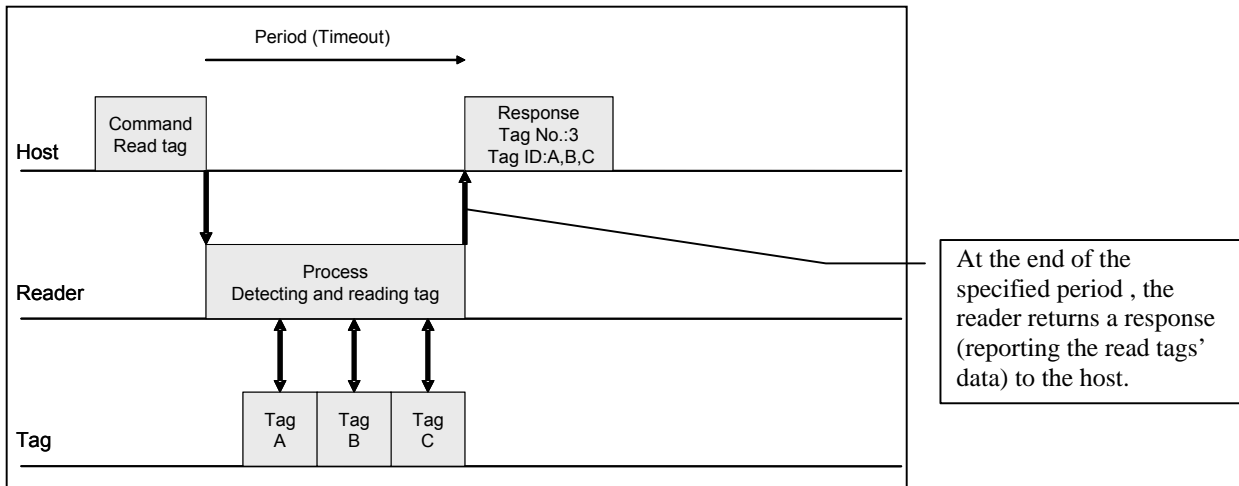 Period (Timeout)
Command
Read tag
Response
Tag No.:3
Tag ID:A,B,C
Host
Process
Detecting and reading tag
Reader
At the end of the
specified period , the
reader returns a response
(reporting the read tags’
data) to the host.
Tag
A
Tag
B
Tag
C
Tag